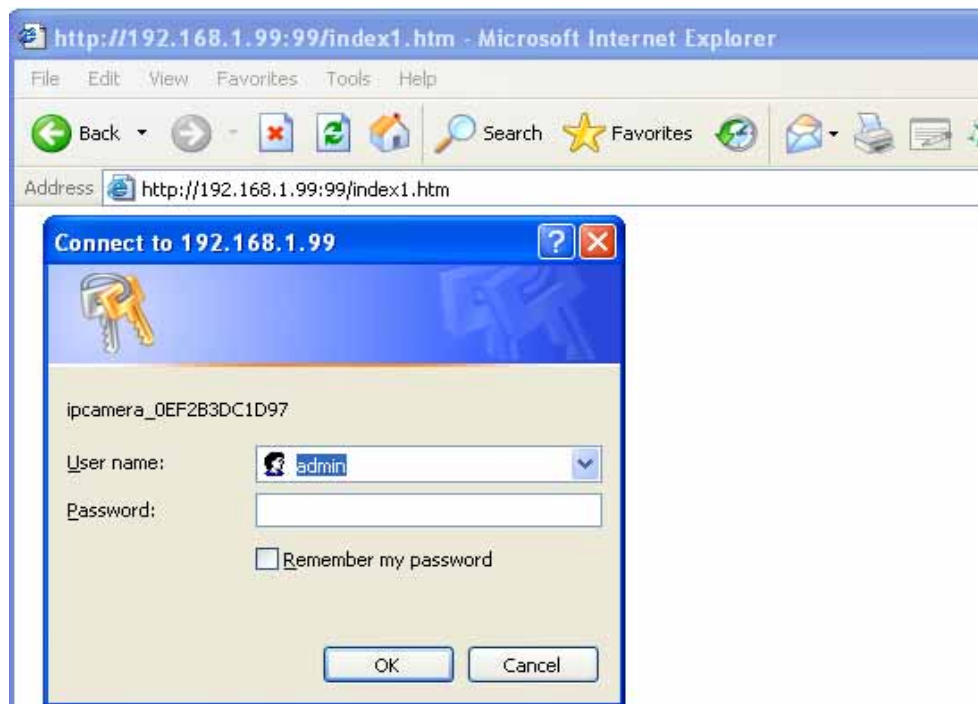 http://192.168.1.99:99/index1.htm - Microsoft Internet Explorer
File Edit View Favorites Tools Help
Back Search Favorites
Address http://192.168.1.99:99/index1.htm
Connect to 192.168.1.99
ipcamera_0EF2B3DC1D97
User name: admin
Password:
Remember my password
OK Cancel